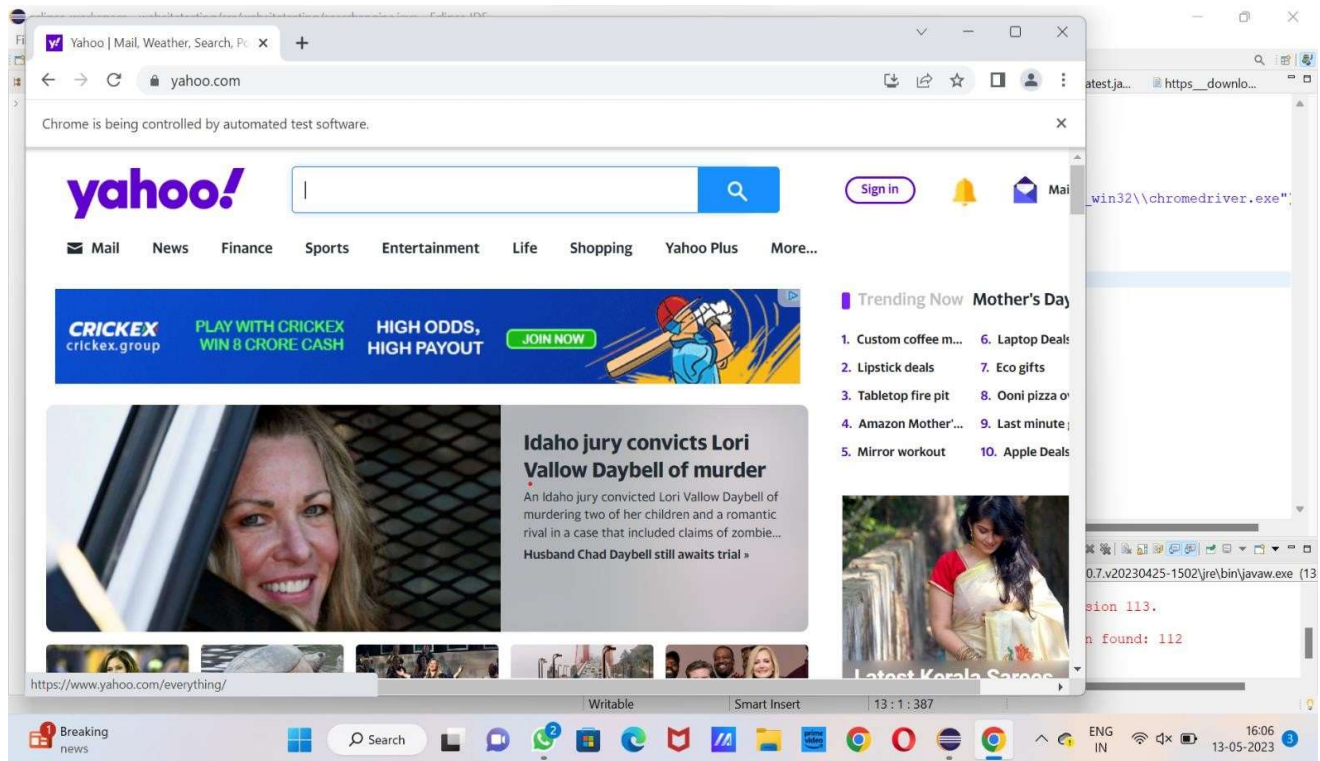 Yahoo | Mail, Weather, Search, Po
yahoo.com
atest.ja...
https__downlo...
Chrome is being controlled by automated test software.
yahoo!
Sign in
Mai
_win32\\chromedriver.exe")
Mail News Finance Sports Entertainment Life Shopping Yahoo Plus More...
CRICKEX
crickex.group
PLAY WITH CRICKEX
WIN 8 CRORE CASH
HIGH ODDS,
HIGH PAYOUT
JOIN NOW
Trending Now Mother's Day
1. Custom coffee m...
2. Lipstick deals
3. Tabletop fire pit
4. Amazon Mother'...
5. Mirror workout
6. Laptop Deals
7. Eco gifts
8. Ooni pizza ov
9. Last minute
10. Apple Deals
Idaho jury convicts Lori
Vallow Daybell of murder
An Idaho jury convicted Lori Vallow Daybell of
murdering two of her children and a romantic
rival in a case that included claims of zombie...
Husband Chad Daybell still awaits trial »
Latest Kerala Sarees
0.7.v20230425-1502\jre\bin\javaw.exe (13
sion 113.
n found: 112
https://www.yahoo.com/everything/
Writable
Smart Insert
13 : 1 : 387
1
Breaking
news
Search
2
prime
video
ENG
IN
16:06
13-05-2023
3